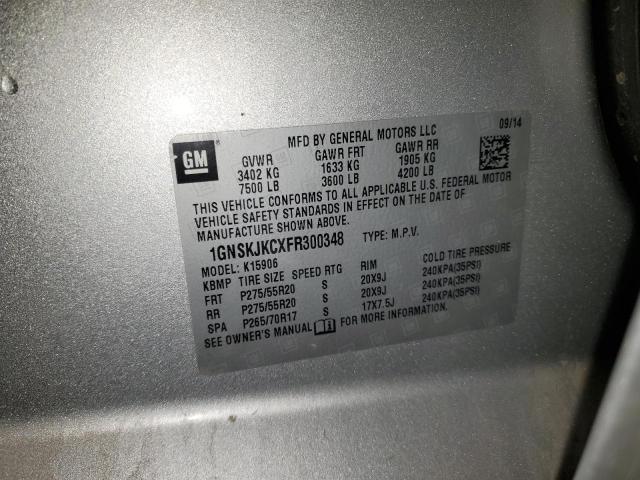 GM
MFD BY GENERAL MOTORS LLC 09/14
GVWR GAWR FRT GAWR RR
3402 KG 1633 KG 1905 KG
7500 LB 3600 LB 4200 LB
THIS VEHICLE CONFORMS TO ALL APPLICABLE U.S. FEDERAL MOTOR
VEHICLE SAFETY STANDARDS IN EFFECT ON THE DATE OF
MANUFACTURE SHOWN ABOVE.
1GNSKJKCXFR300348 TYPE: M.P.V.
MODEL: K15906
KBMP TIRE SIZE SPEED RTG RIM COLD TIRE PRESSURE
FRT P275/55R20 S 20X9J 240KPA(35PSI)
RR P275/55R20 S 20X9J 240KPA(35PSI)
SPA P265/70R17 S 17X7.5J 240KPA(35PSI)
SEE OWNER'S MANUAL FOR MORE INFORMATION.